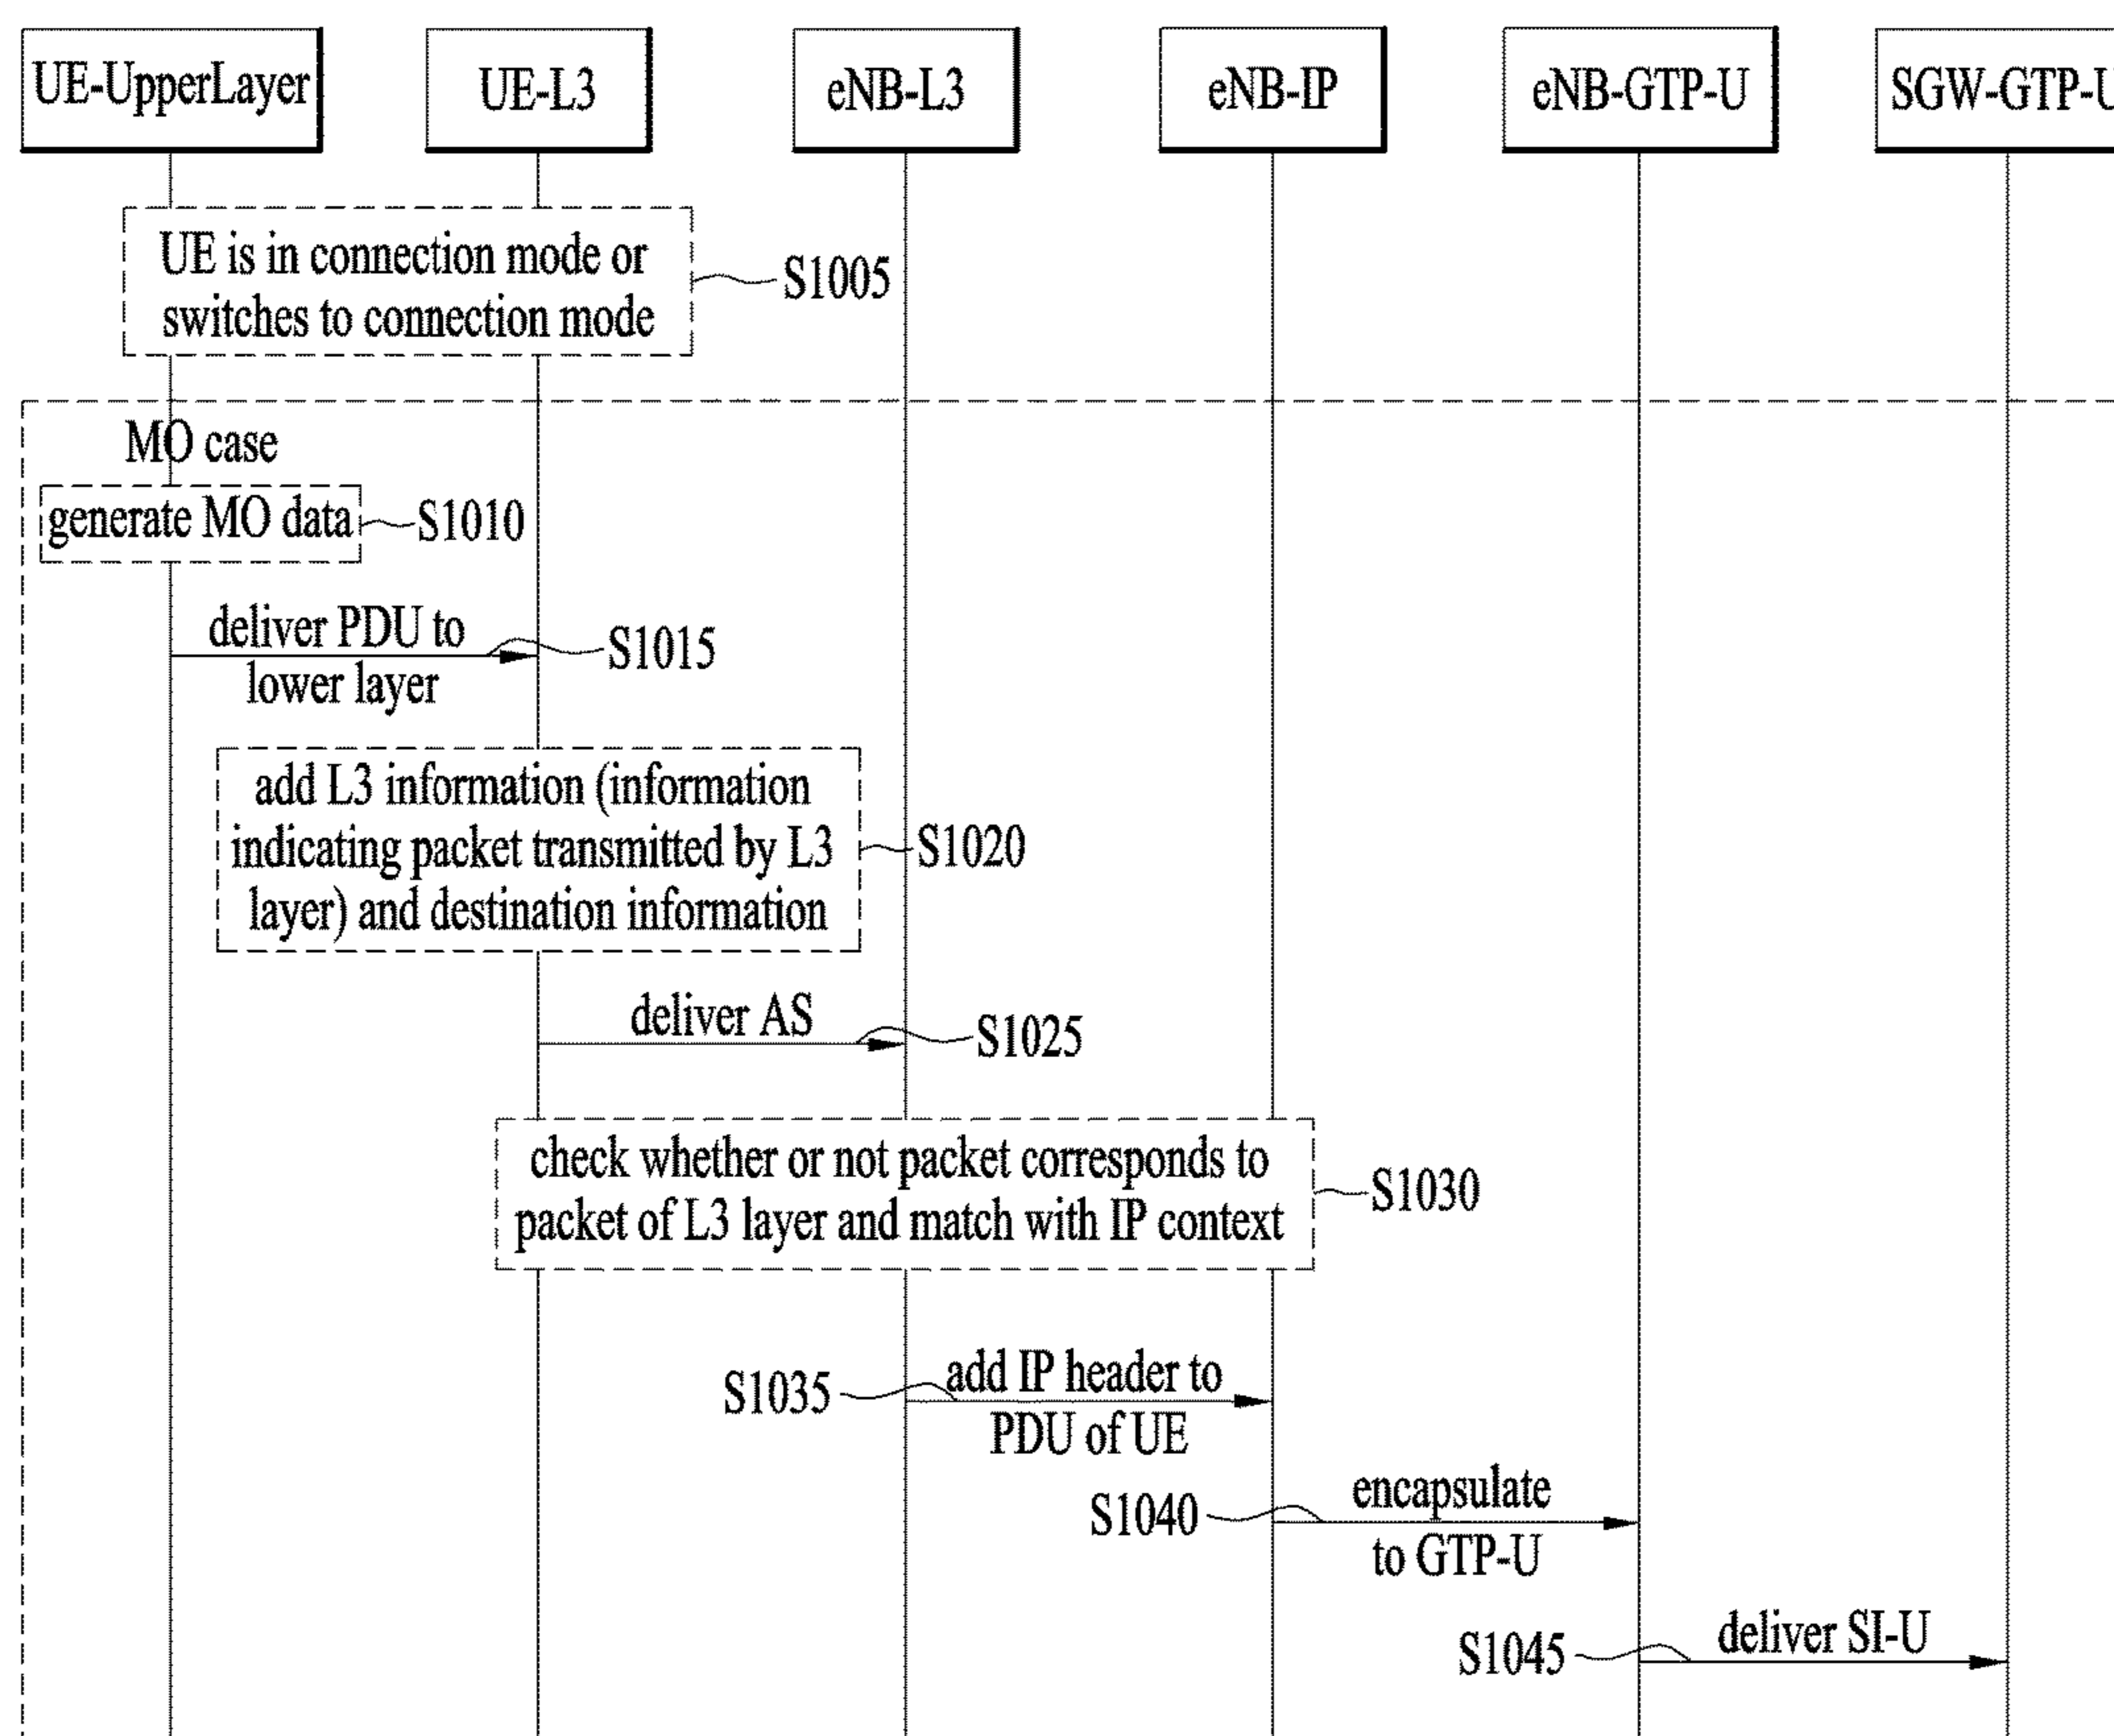 UE-UpperLayer
UE-L3
eNB-L3
eNB-IP
eNB-GTP-U
SGW-GTP-U
UE is in connection mode or
switches to connection mode
S1005
MO case
generate MO data
S1010
deliver PDU to
lower layer
S1015
add L3 information (information
indicating packet transmitted by L3
layer) and destination information
S1020
deliver AS
S1025
check whether or not packet corresponds to
packet of L3 layer and match with IP context
S1030
S1035
add IP header to
PDU of UE
S1040
encapsulate
to GTP-U
S1045
deliver SI-U